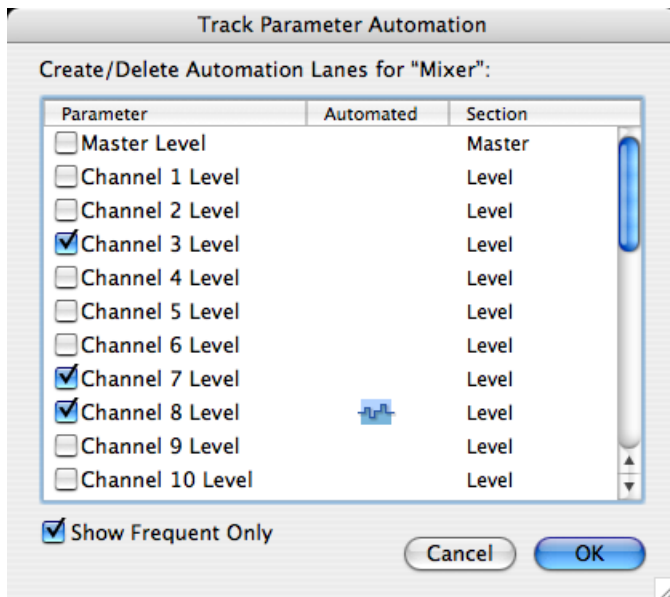 Track Parameter Automation
Create/Delete Automation Lanes for “Mixer”:
Parameter Automated Section
Master Level Master
Channel 1 Level Level
Channel 2 Level Level
Channel 3 Level Level
Channel 4 Level Level
Channel 5 Level Level
Channel 6 Level Level
Channel 7 Level Level
Channel 8 Level Level
Channel 9 Level Level
Channel 10 Level Level
Show Frequent Only
Cancel OK